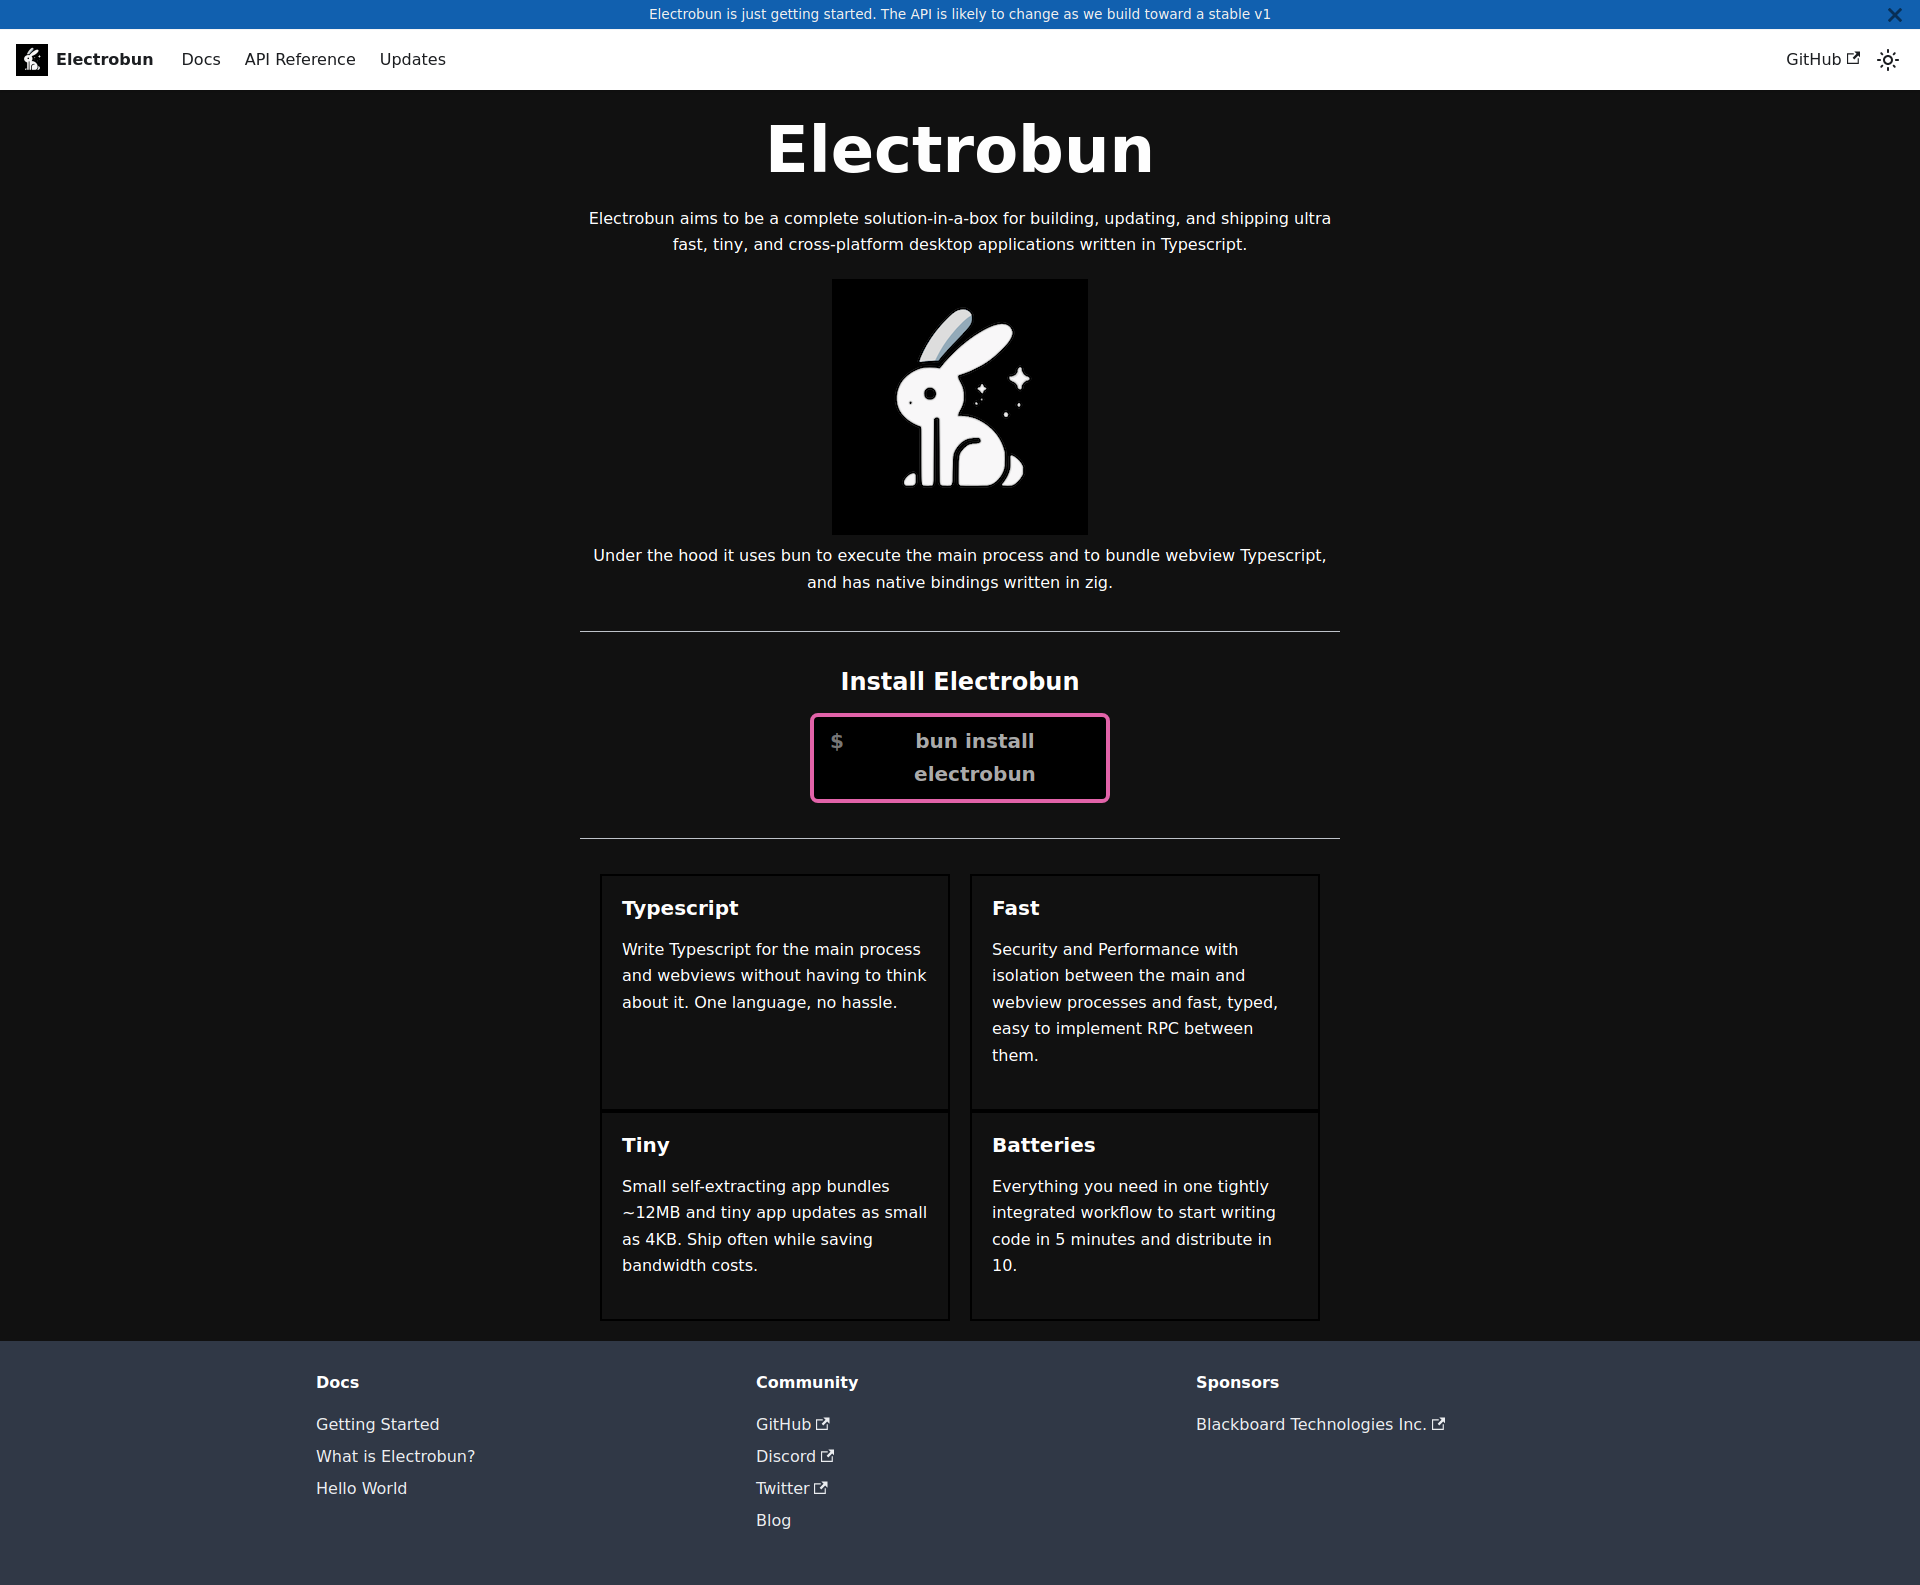 Electrobun is just getting started. The API is likely to change as we build toward a stable v1
Electrobun
Docs
API Reference
Updates
GitHub
Electrobun
Electrobun aims to be a complete solution-in-a-box for building, updating, and shipping ultra
fast, tiny, and cross-platform desktop applications written in Typescript.
Under the hood it uses bun to execute the main process and to bundle webview Typescript,
and has native bindings written in zig.
Install Electrobun
$ bun install
electrobun
Typescript
Write Typescript for the main process
and webviews without having to think
about it. One language, no hassle.
Fast
Security and Performance with
isolation between the main and
webview processes and fast, typed,
easy to implement RPC between
them.
Tiny
Small self-extracting app bundles
~12MB and tiny app updates as small
as 4KB. Ship often while saving
bandwidth costs.
Batteries
Everything you need in one tightly
integrated workflow to start writing
code in 5 minutes and distribute in
10.
Docs
Getting Started
What is Electrobun?
Hello World
Community
GitHub
Discord
Twitter
Blog
Sponsors
Blackboard Technologies Inc.